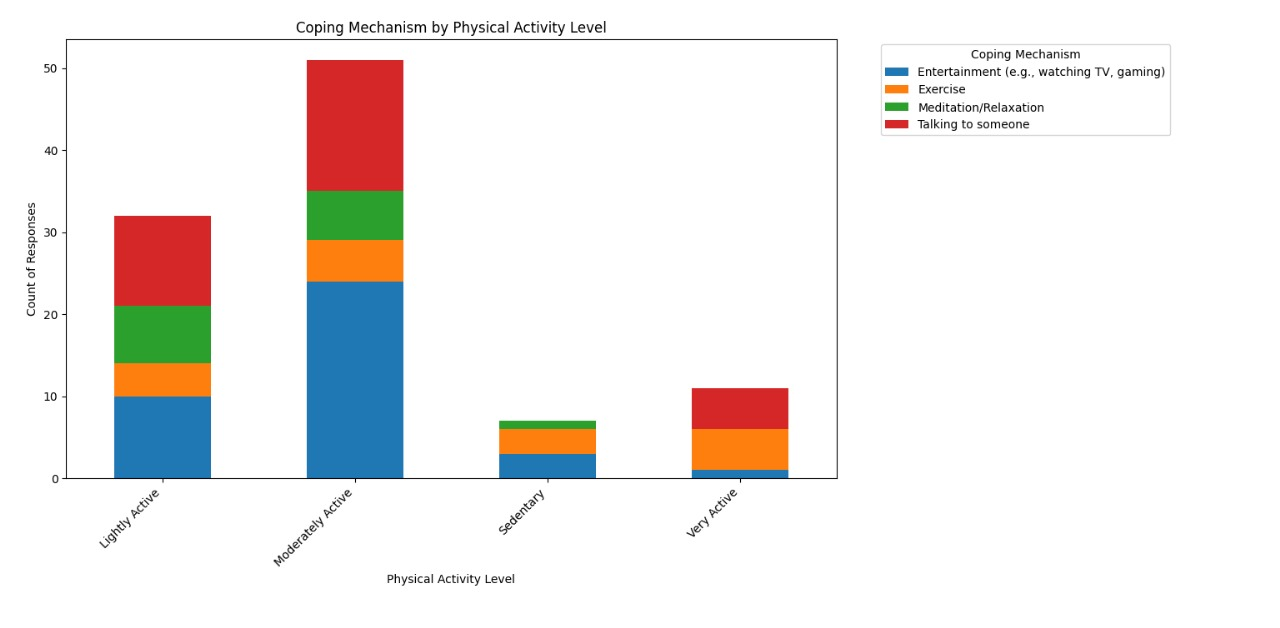 Coping Mechanism by Physical Activity Level
Coping Mechanism
Entertainment (e.g., watching TV, gaming)
Exercise
Meditation/Relaxation
Talking to someone
Count of Responses
50
40
30
20
10
0
Lightly Active
Moderately Active
Sedentary
Very Active
Physical Activity Level